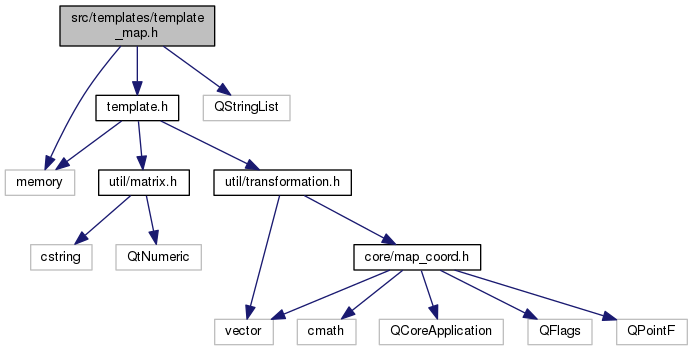 src/templates/template
_map.h
template.h
QStringList
memory
util/matrix.h
util/transformation.h
cstring
QtNumeric
core/map_coord.h
vector
cmath
QCoreApplication
QFlags
QPointF